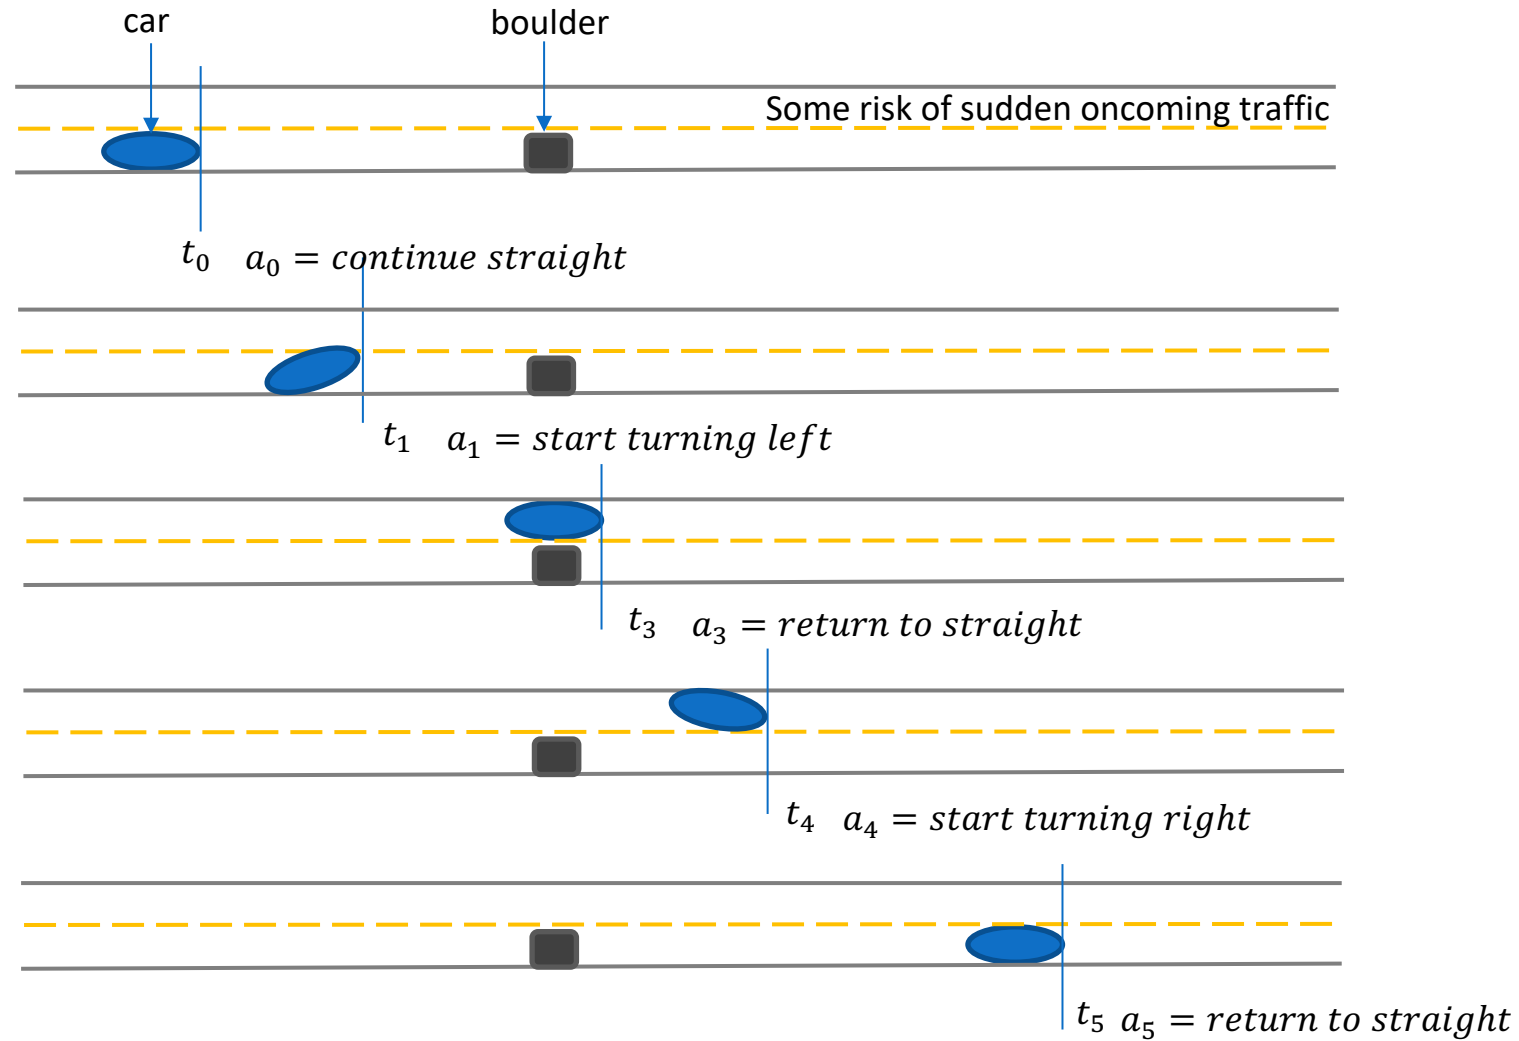 car
boulder
Some risk of sudden oncoming traffic
t₀ a₀ = continue straight
t₁ a₁ = start turning left
t₃ a₃ = return to straight
t₄ a₄ = start turning right
t₅ a₅ = return to straight